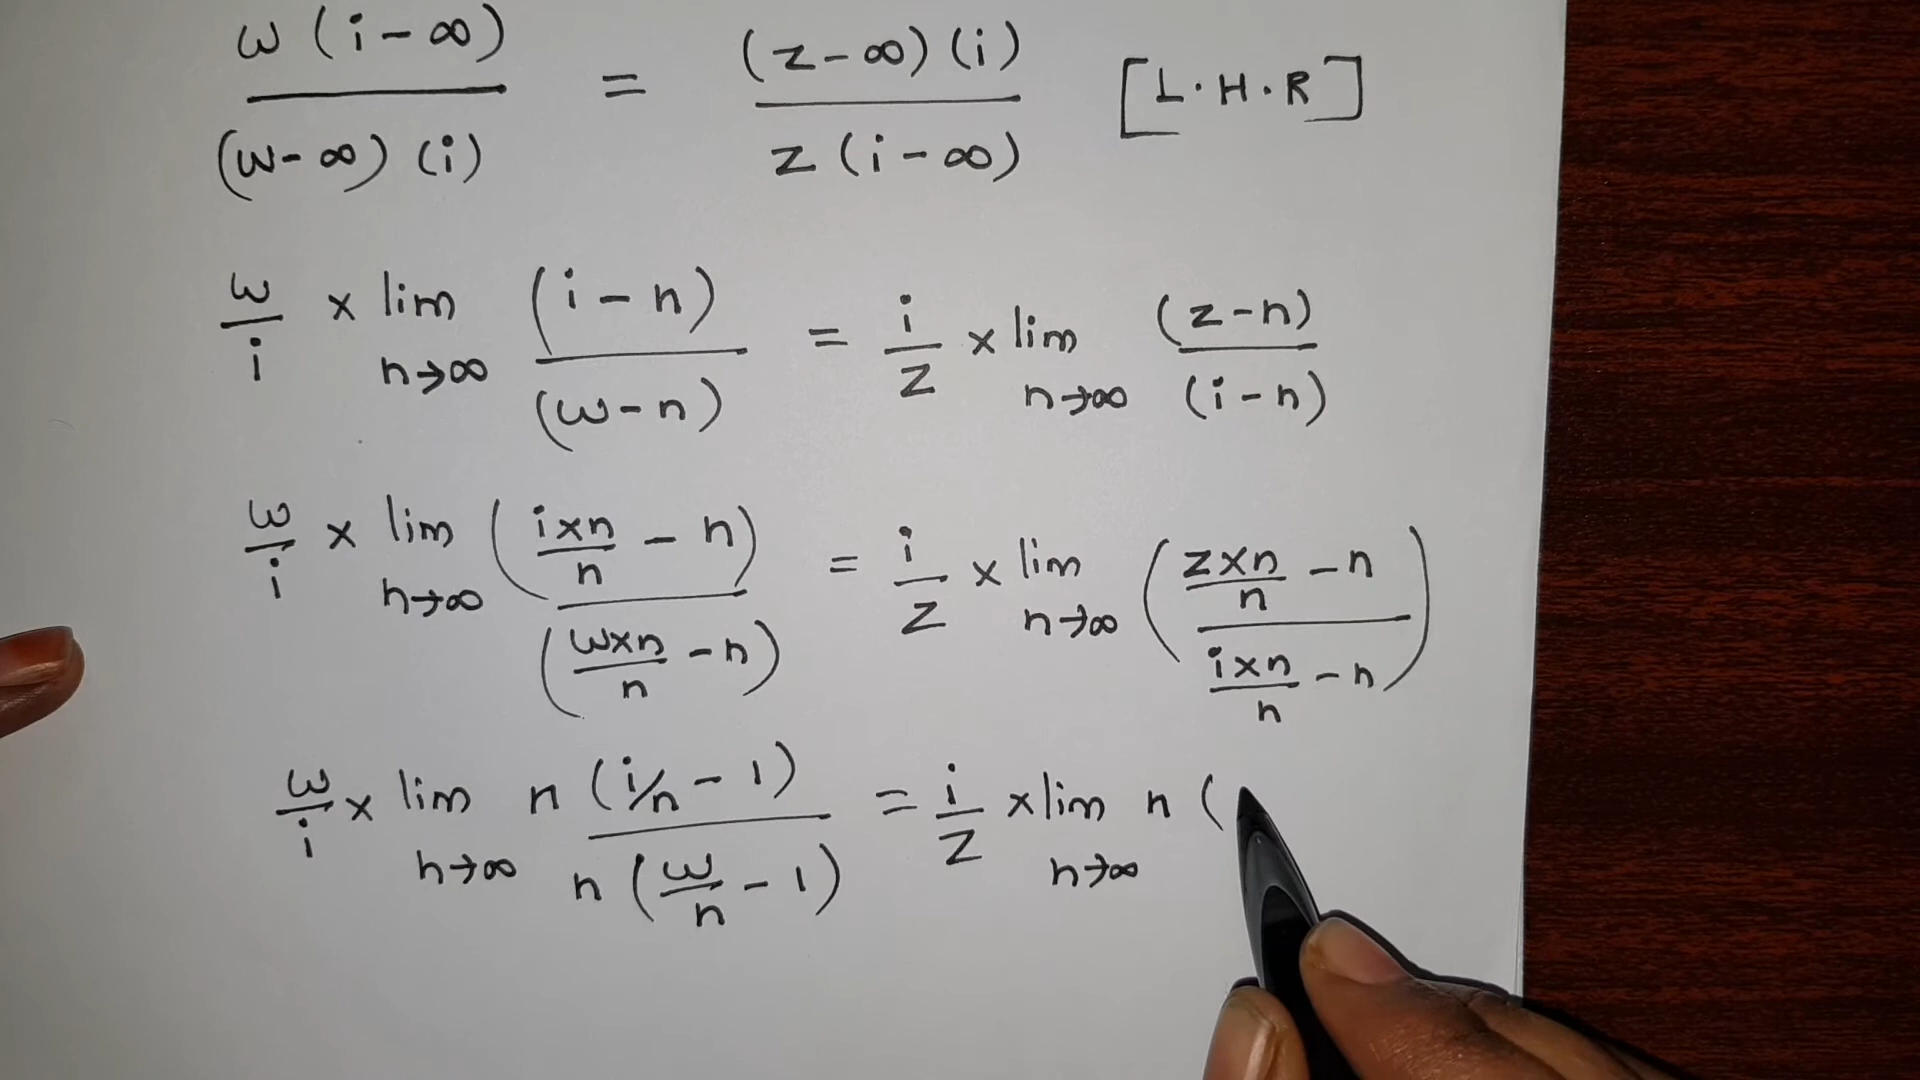 ω (i - ∞) / (ω - ∞) (i) = (z - ∞) (i) / z (i - ∞) [L.H.R]
ω/i × lim n→∞ (i - n) / (ω - n) = i/z × lim n→∞ (z - n) / (i - n)
ω/i × lim n→∞ (i×n/n - n) / (ω×n/n - n) = i/z × lim n→∞ (z×n/n - n / i×n/n - n)
ω/i × lim n→∞ n (i/n - 1) / n (ω/n - 1) = i/z × lim n→∞ n (